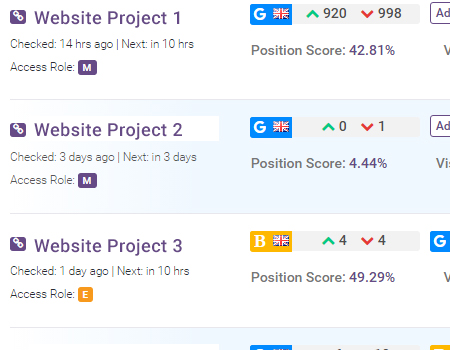 Website Project 1
G 920 998 Ad
Checked: 14 hrs ago | Next: in 10 hrs
Position Score: 42.81% V
Access Role: M
Website Project 2
G 0 1 Ad
Checked: 3 days ago | Next: in 3 days
Position Score: 4.44% Vis
Access Role: M
Website Project 3
B 4 4 G
Checked: 1 day ago | Next: in 10 hrs
Position Score: 49.29% V
Access Role: E